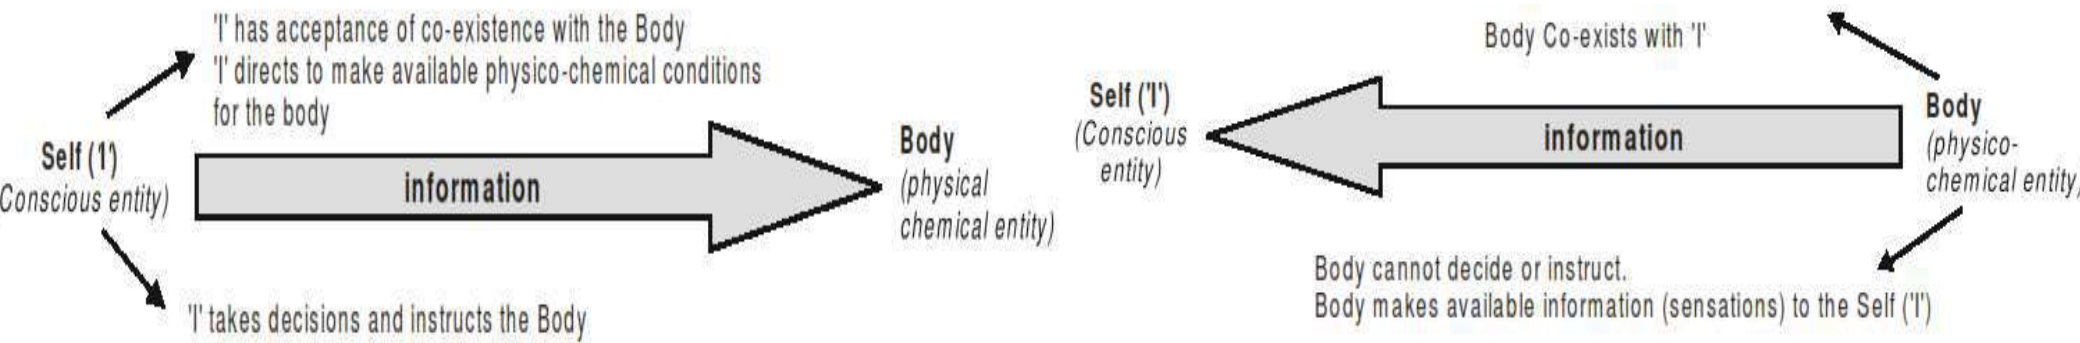 'I' has acceptance of co-existence with the Body
'I' directs to make available physico-chemical conditions
for the body
Self (1')
Conscious entity)
information
Body
(physical
chemical entity)
'I' takes decisions and instructs the Body
Body Co-exists with 'I'
Self ('I')
(Conscious
entity)
information
Body
(physico-
chemical entity)
Body cannot decide or instruct.
Body makes available information (sensations) to the Self ('I')